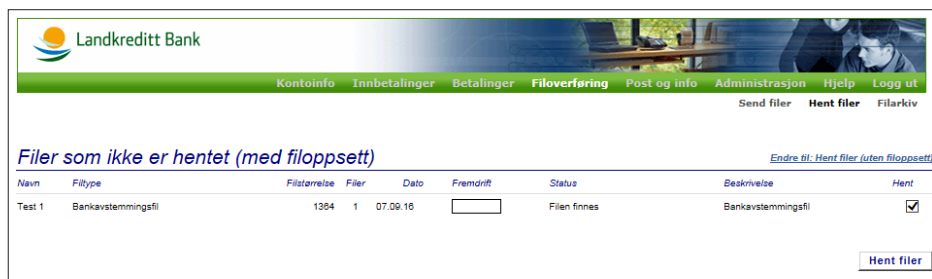 Landkreditt Bank
Kontoinfo Innbetalinger Betalinger Filoverføring Post og info Administrasjon Hjelp Logg ut
Send filer Hent filer Filarkiv
Filer som ikke er hentet (med filoppsett) Endre til: Hent filer (uten filoppsett)
Navn Filtype Filstørrelse Filer Dato Fremdrift Status Beskrivelse Hent
Test 1 Bankavstemmingsfil 1364 1 07.09.16 Filen finnes Bankavstemmingsfil
Hent filer